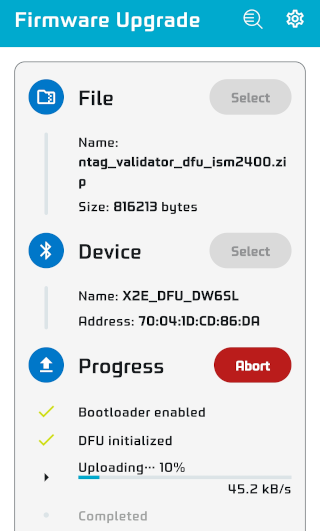 Firmware Upgrade
File
Select
Name:
ntag_validator_dfu_ism2400.zi
p
Size: 816213 bytes
Device
Select
Name: X2E_DFU_DW6SL
Address: 70:04:1D:CD:86:DA
Progress
Abort
Bootloader enabled
DFU initialized
Uploading… 10%
45.2 kB/s
Completed